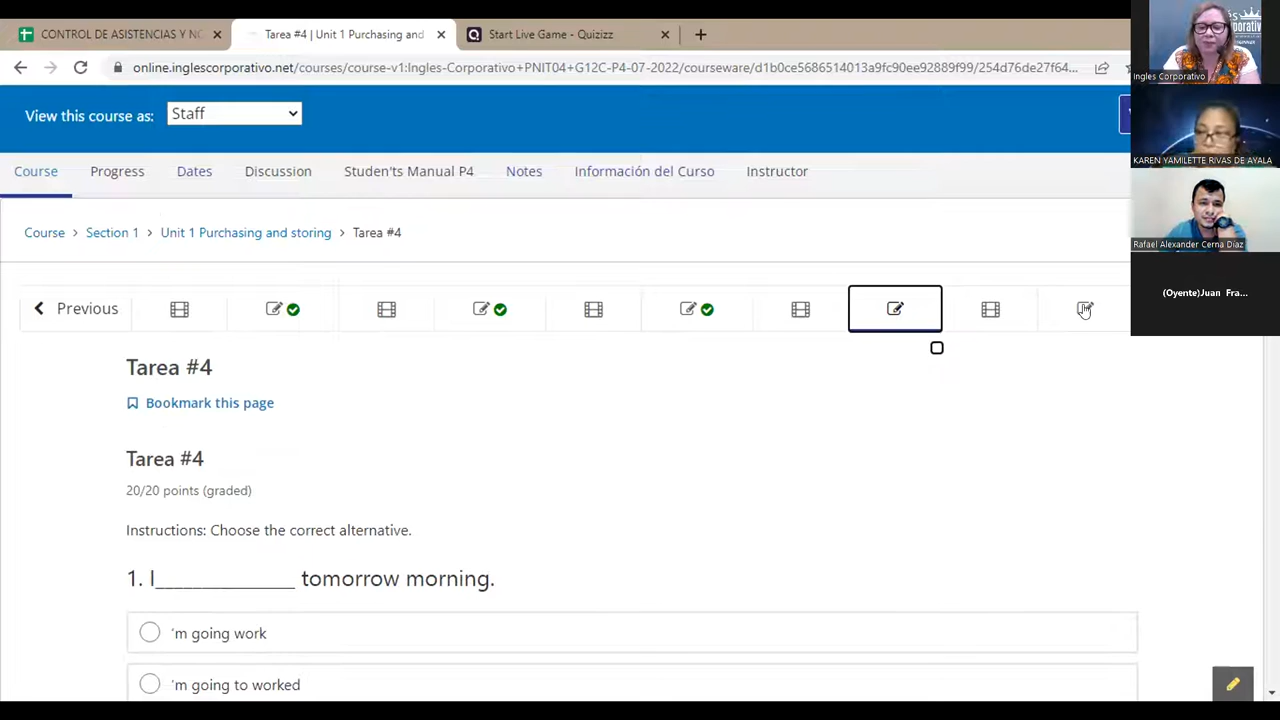 CONTROL DE ASISTENCIAS Y NO
Tarea #4 | Unit 1 Purchasing and
Start Live Game - Quizizz
online.inglescorporativo.net/courses/course-v1:Ingles-Corporativo+PNIT04+G12C-P4-07-2022/courseware/d1b0ce5686514013a9fc90ee92889f99/254d76de27f64...
View this course as:
Staff
Course
Progress
Dates
Discussion
Studen'ts Manual P4
Notes
Información del Curso
Instructor
Course > Section 1 > Unit 1 Purchasing and storing > Tarea #4
Previous
Tarea #4
Bookmark this page
Tarea #4
20/20 points (graded)
Instructions: Choose the correct alternative.
1. I______________ tomorrow morning.
'm going work
'm going to worked
Ingles Corporativo
KAREN YAMILETTE RIVAS DE AYALA
Rafael Alexander Cerna Diaz
(Oyente)Juan Fra...